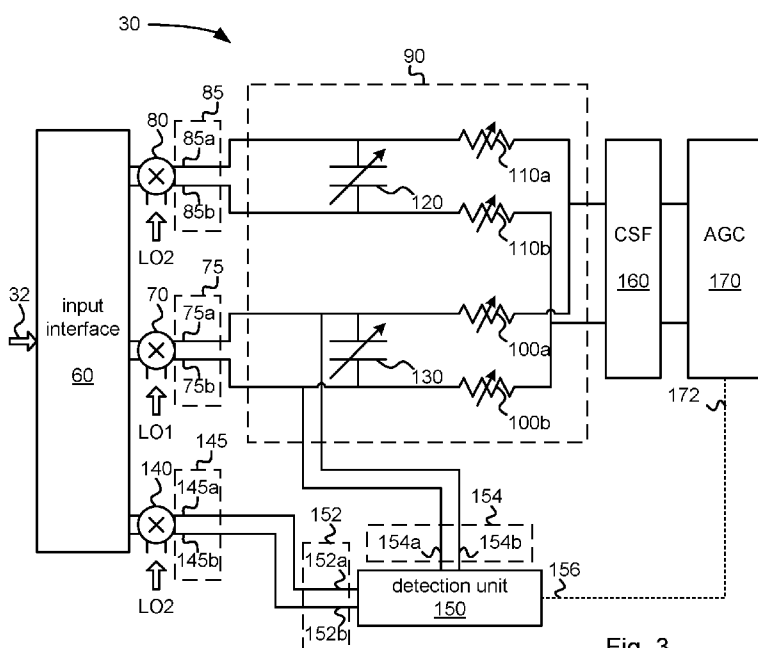 30
90
85
80
85a
85b
LO2
120
110a
110b
75
70
75a
75b
LO1
32
input
interface
60
130
100a
100b
CSF
160
AGC
170
172
145
140
145a
145b
LO2
152
152a
152b
154
154a
154b
detection unit
150
156
Fig. 3